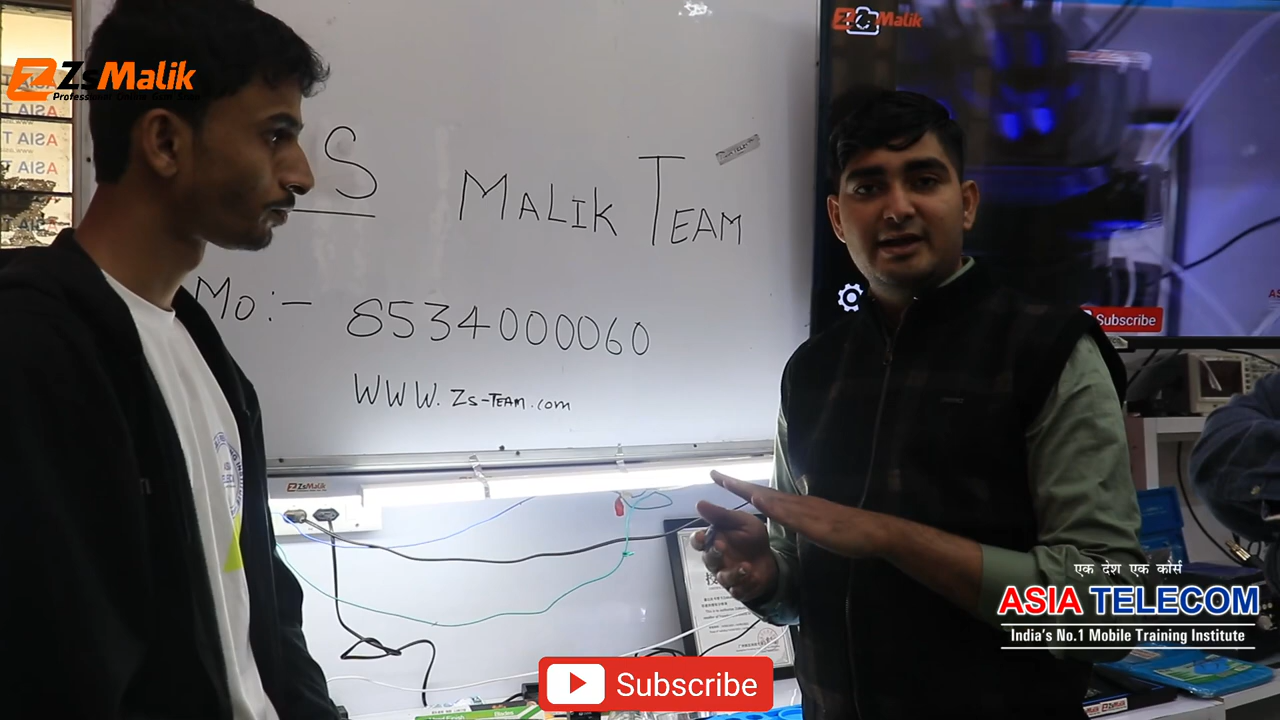 ZsMalik
Malik
S MALIK TEAM
Mo:- 8534000060
WWW. Zs-TEAM.com
Subscribe
ZsMalik
एक देश एक कोर्स
ASIA TELECOM
India's No.1 Mobile Training Institute
Subscribe